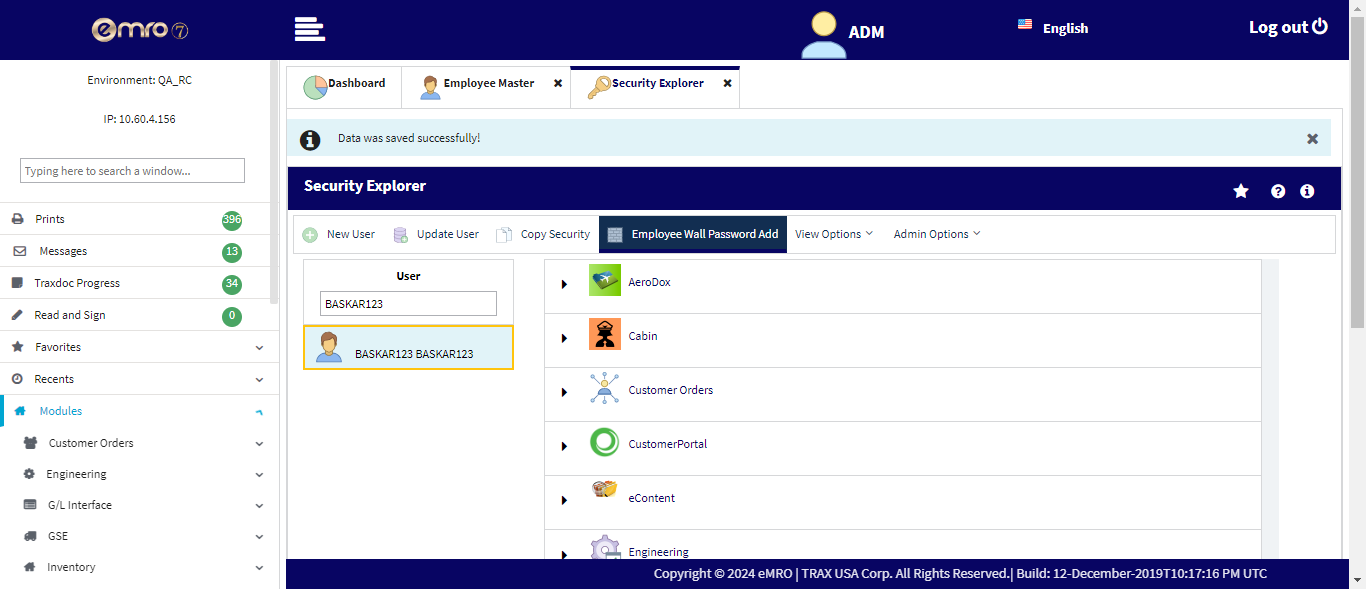 emro 7
ADM
English
Log out
Environment: QA_RC
IP: 10.60.4.156
Typing here to search a window...
Prints 396
Messages 13
Traxdoc Progress 34
Read and Sign 0
Favorites
Recents
Modules
Customer Orders
Engineering
G/L Interface
GSE
Inventory
Dashboard
Employee Master
Security Explorer
Data was saved successfully!
Security Explorer
New User
Update User
Copy Security
Employee Wall Password Add
View Options
Admin Options
User
BASKAR123
BASKAR123 BASKAR123
AeroDox
Cabin
Customer Orders
CustomerPortal
eContent
Engineering
Copyright © 2024 eMRO | TRAX USA Corp. All Rights Reserved.| Build: 12-December-2019T10:17:16 PM UTC